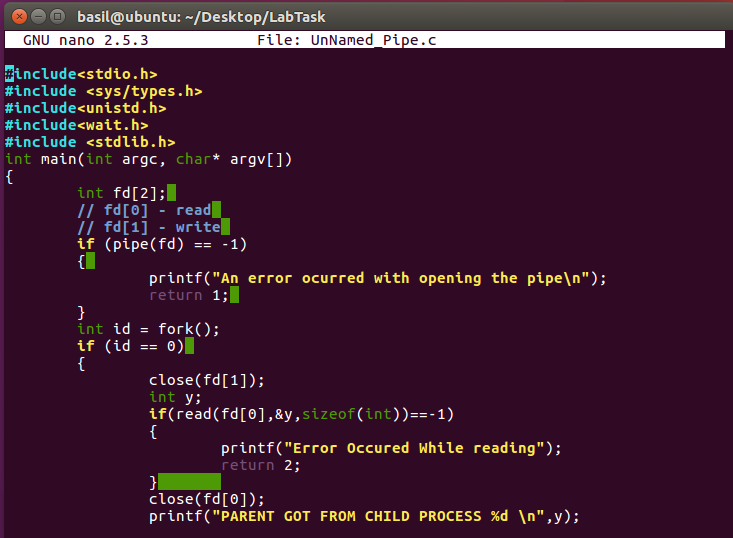 basil@ubuntu: ~/Desktop/LabTask
GNU nano 2.5.3 File: UnNamed_Pipe.c
#include<stdio.h>
#include <sys/types.h>
#include<unistd.h>
#include<wait.h>
#include <stdlib.h>
int main(int argc, char* argv[])
{
        int fd[2];
        // fd[0] - read
        // fd[1] - write
        if (pipe(fd) == -1)
        {
                printf("An error ocurred with opening the pipe\n");
                return 1;
        }
        int id = fork();
        if (id == 0)
        {
                close(fd[1]);
                int y;
                if(read(fd[0],&y,sizeof(int))==-1)
                {
                        printf("Error Occured While reading");
                        return 2;
                }
                close(fd[0]);
                printf("PARENT GOT FROM CHILD PROCESS %d \n",y);